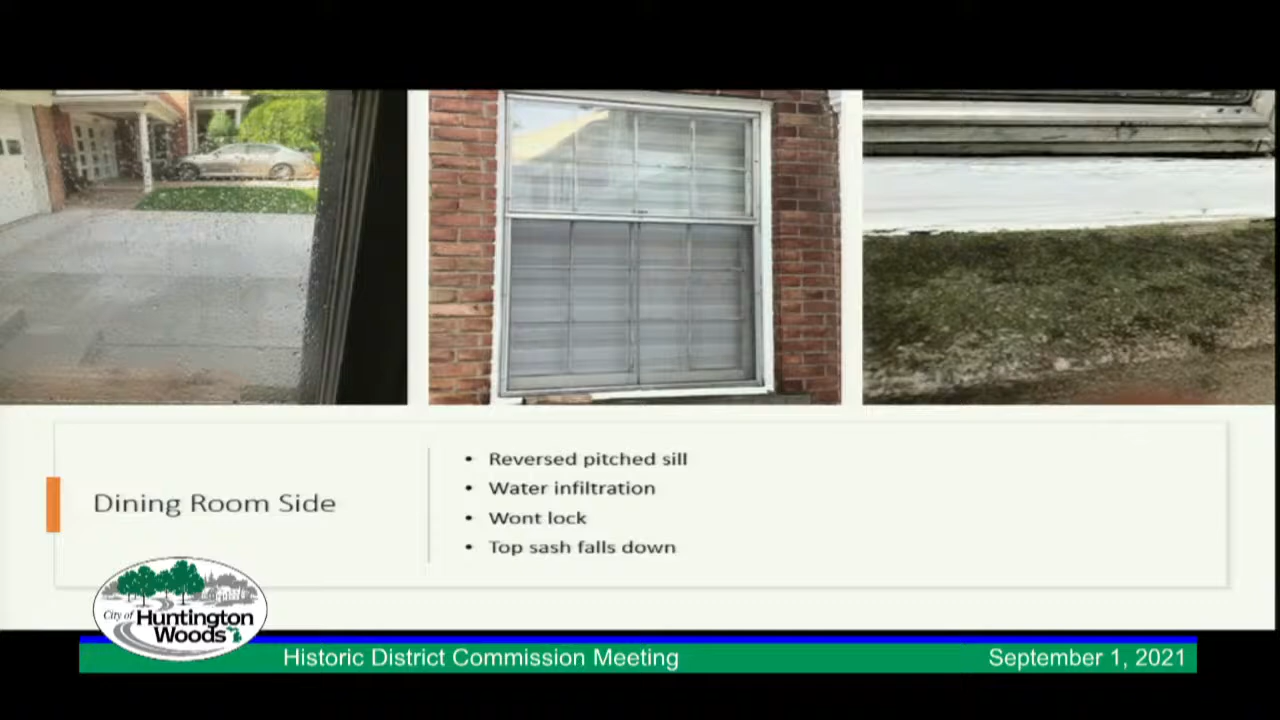 Dining Room Side
• Reversed pitched sill
• Water infiltration
• Wont lock
• Top sash falls down
City of
Huntington
Woods
Historic District Commission Meeting
September 1, 2021